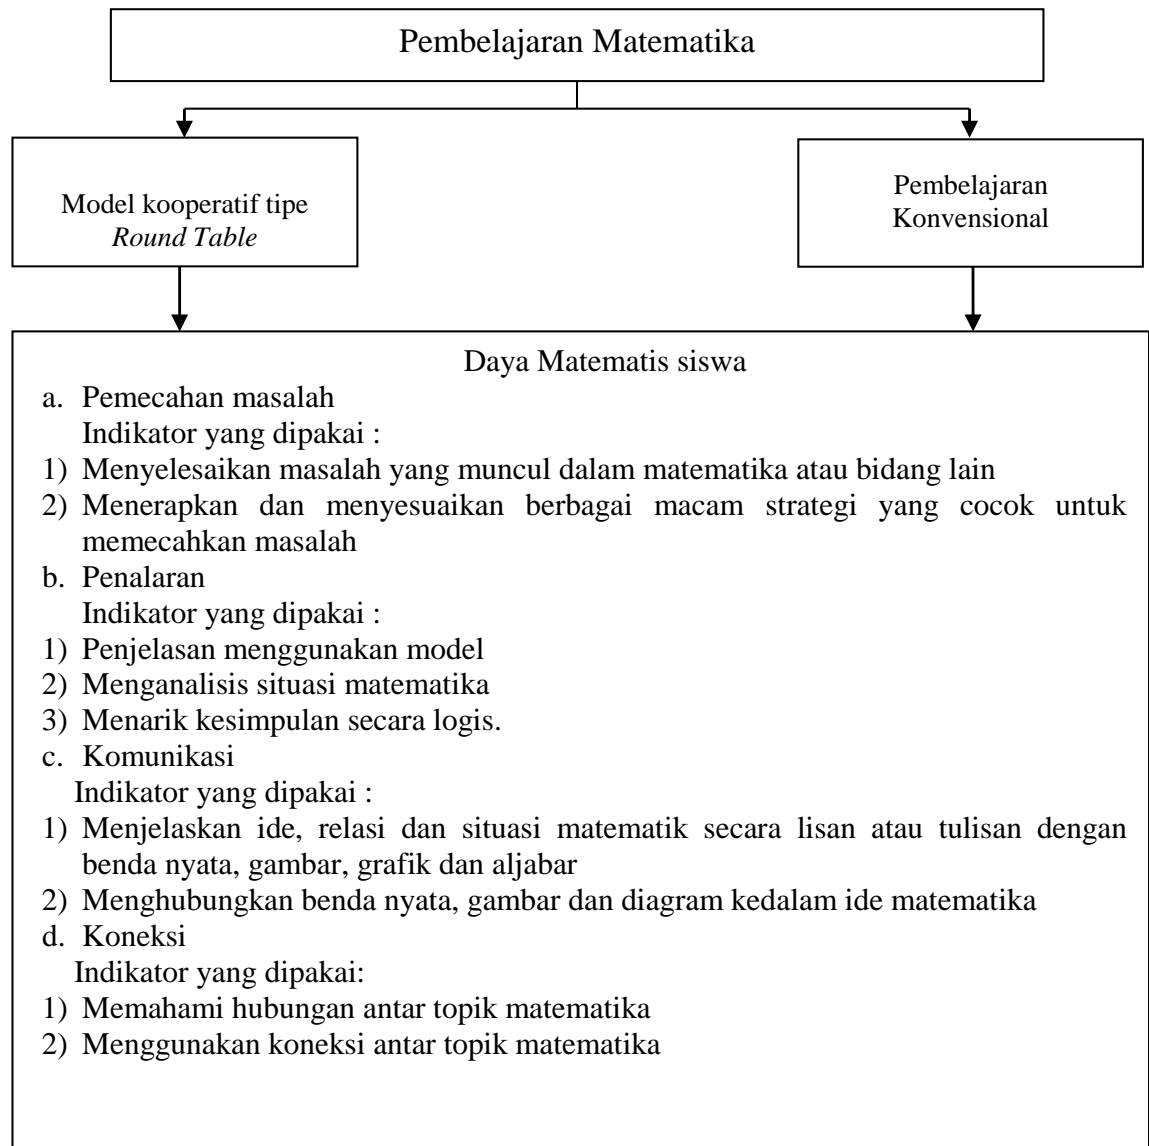 Pembelajaran Matematika
Model kooperatif tipe
Round Table
Pembelajaran
Konvensional
Daya Matematis siswa
a. Pemecahan masalah
Indikator yang dipakai :
1) Menyelesaikan masalah yang muncul dalam matematika atau bidang lain
2) Menerapkan dan menyesuaikan berbagai macam strategi yang cocok untuk
memecahkan masalah
b. Penalaran
Indikator yang dipakai :
1) Penjelasan menggunakan model
2) Menganalisis situasi matematika
3) Menarik kesimpulan secara logis.
c. Komunikasi
Indikator yang dipakai :
1) Menjelaskan ide, relasi dan situasi matematik secara lisan atau tulisan dengan
benda nyata, gambar, grafik dan aljabar
2) Menghubungkan benda nyata, gambar dan diagram kedalam ide matematika
d. Koneksi
Indikator yang dipakai:
1) Memahami hubungan antar topik matematika
2) Menggunakan koneksi antar topik matematika